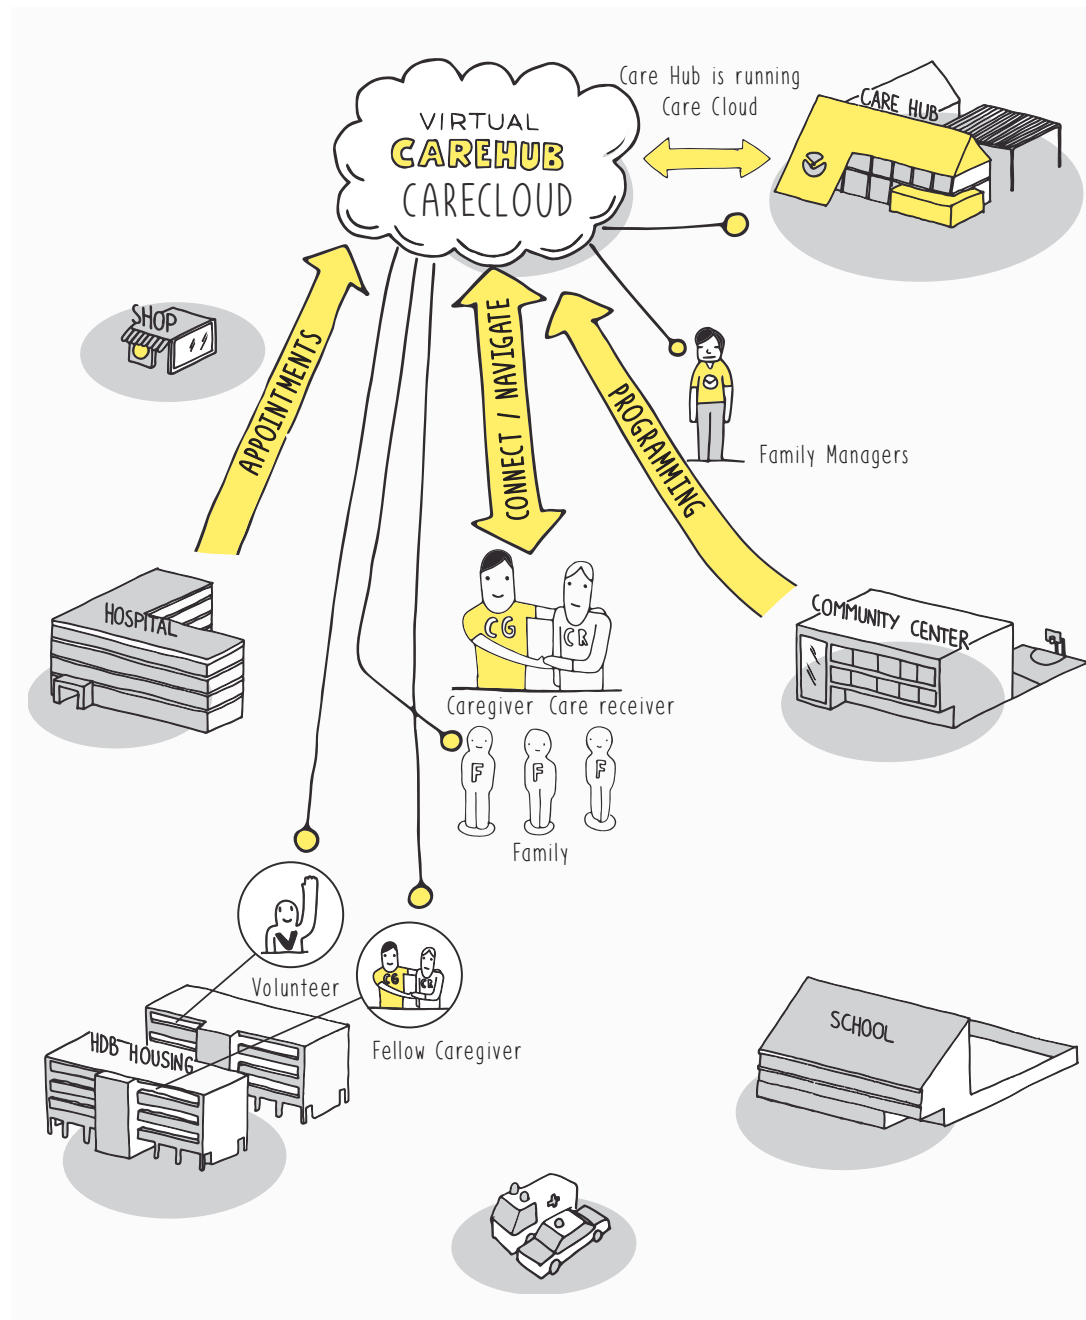 Care Hub is running
Care Cloud
CARE HUB
VIRTUAL
CAREHUB
CARECLOUD
SHOP
APPOINTMENTS
CONNECT / NAVIGATE
PROGRAMMING
Family Managers
HOSPITAL
CG
CR
COMMUNITY CENTER
Caregiver Care receiver
F
F
F
Family
V
Volunteer
CG
CR
Fellow Caregiver
HDB HOUSING
SCHOOL